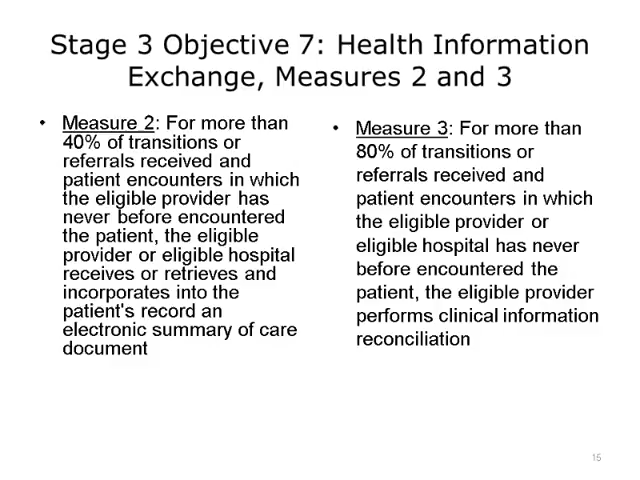 Stage 3 Objective 7: Health Information
Exchange, Measures 2 and 3
• Measure 2: For more than
40% of transitions or
referrals received and
patient encounters in which
the eligible provider has
never before encountered
the patient, the eligible
provider or eligible hospital
receives or retrieves and
incorporates into the
patient's record an
electronic summary of care
document
• Measure 3: For more than
80% of transitions or
referrals received and
patient encounters in which
the eligible provider or
eligible hospital has never
before encountered the
patient, the eligible provider
performs clinical information
reconciliation
15